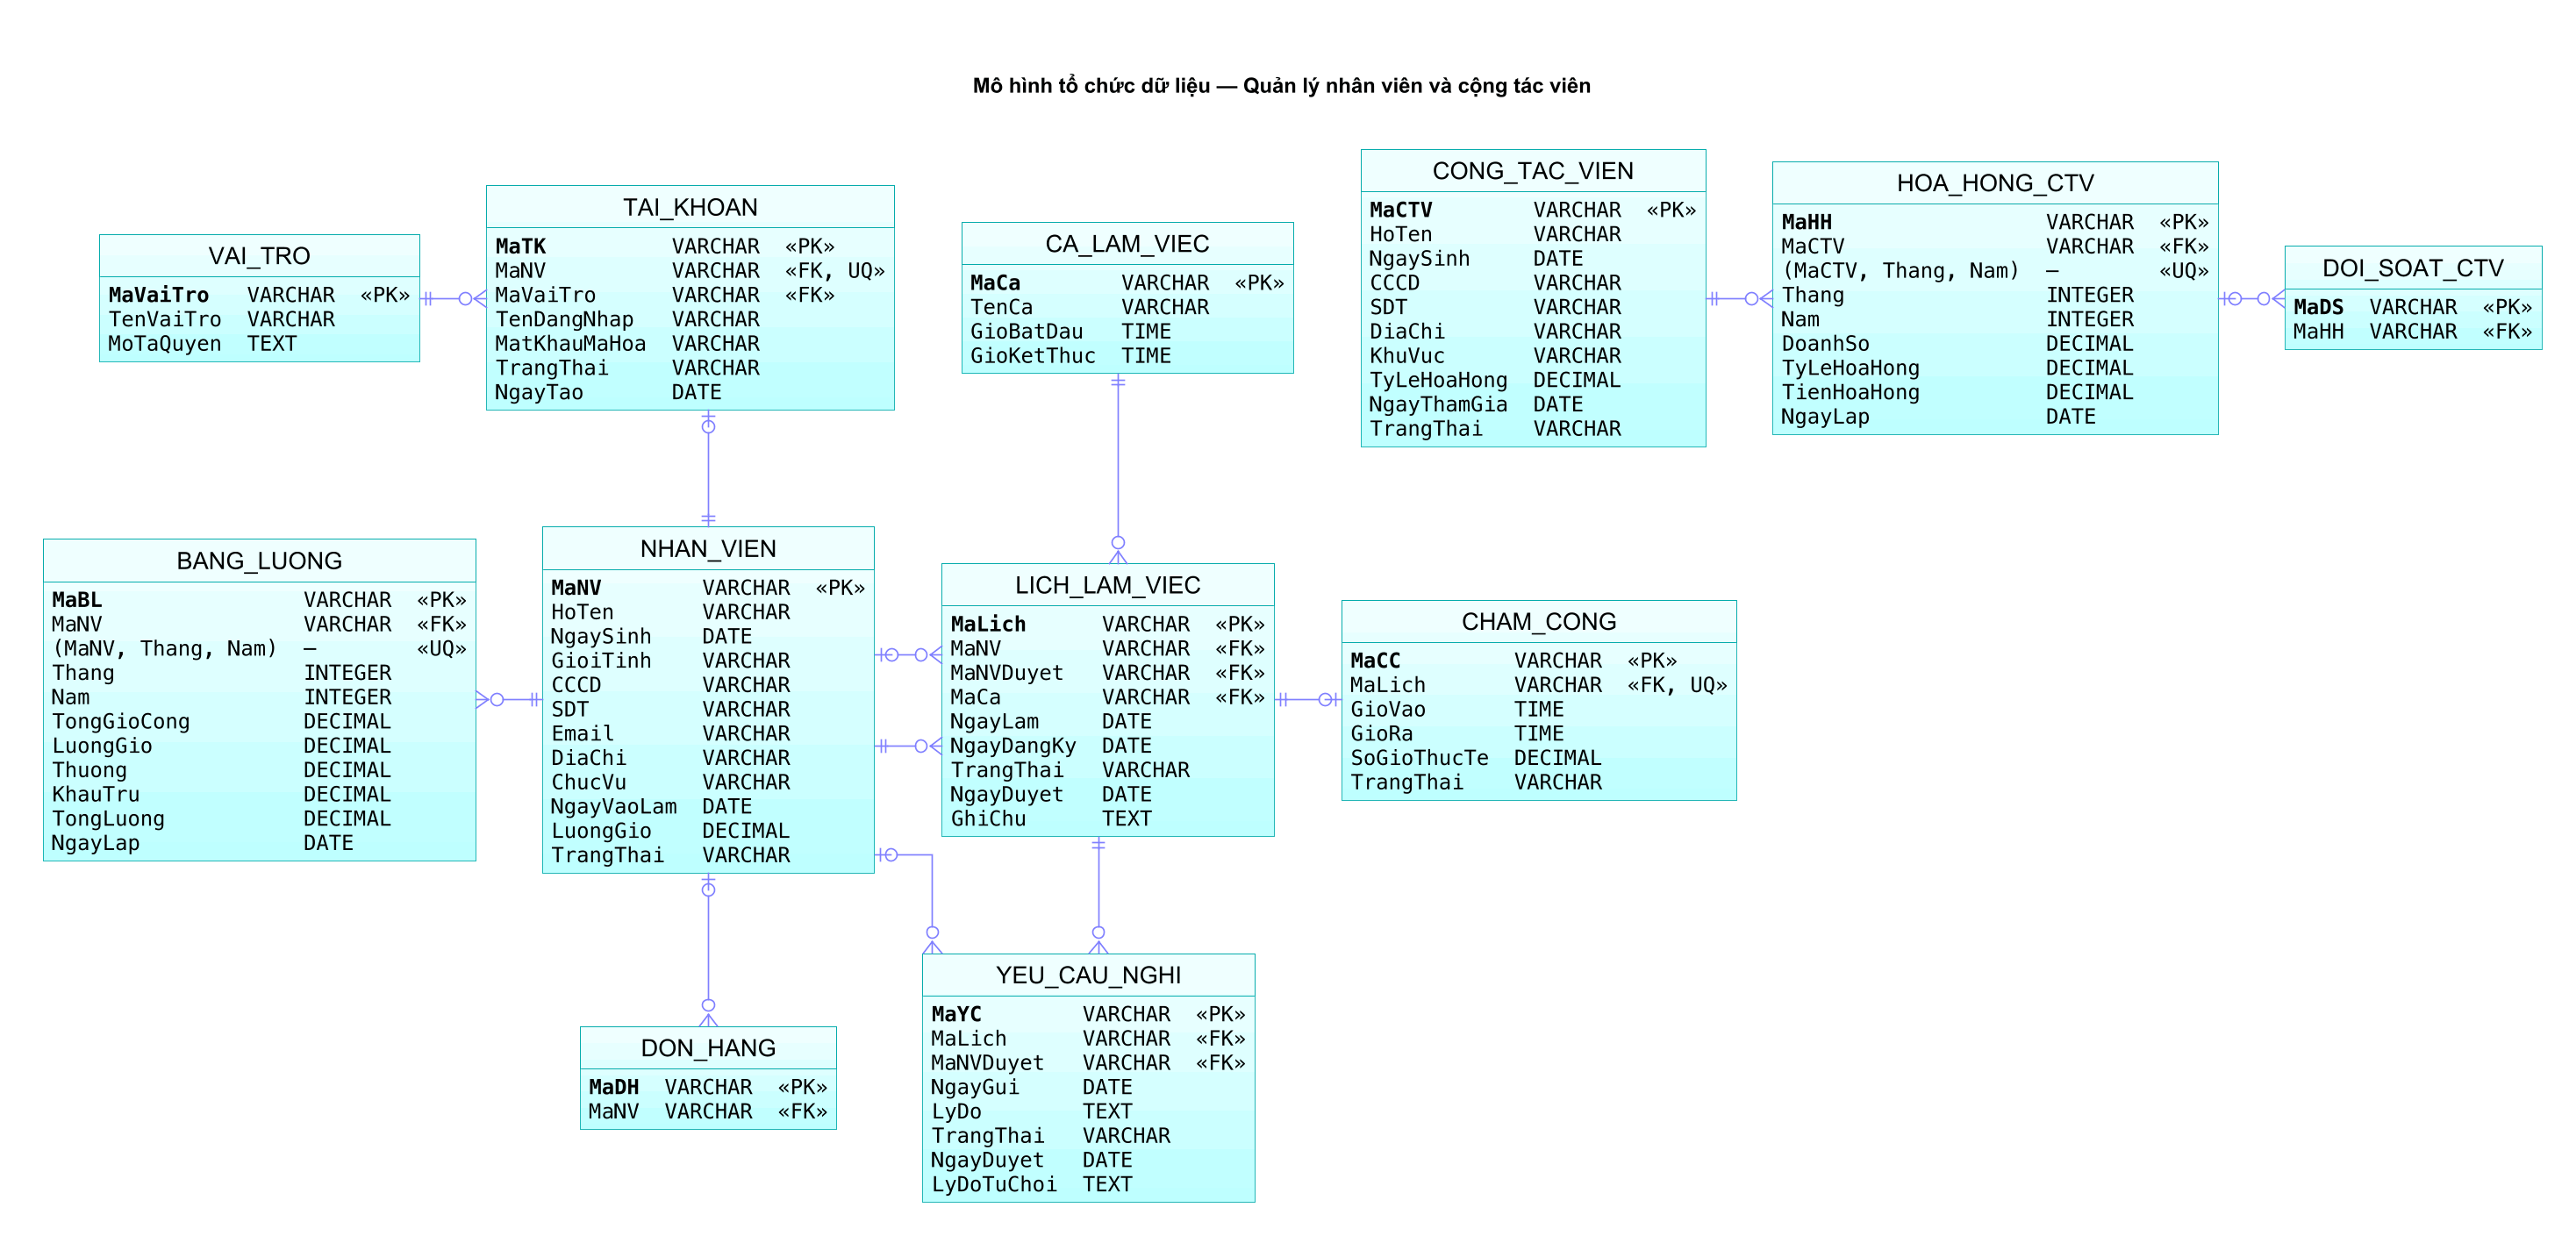 Mô hình tổ chức dữ liệu — Quản lý nhân viên và cộng tác viên
VAI_TRO
MaVaiTro VARCHAR «PK»
TenVaiTro VARCHAR
MoTaQuyen TEXT
TAI_KHOAN
MaTK VARCHAR «PK»
MaNV VARCHAR «FK, UQ»
MaVaiTro VARCHAR «FK»
TenDangNhap VARCHAR
MatKhauMaHoa VARCHAR
TrangThai VARCHAR
NgayTao DATE
CA_LAM_VIEC
MaCa VARCHAR «PK»
TenCa VARCHAR
GioBatDau TIME
GioKetThuc TIME
CONG_TAC_VIEN
MaCTV VARCHAR «PK»
HoTen VARCHAR
NgaySinh DATE
CCCD VARCHAR
SDT VARCHAR
DiaChi VARCHAR
KhuVuc VARCHAR
TyLeHoaHong DECIMAL
NgayThamGia DATE
TrangThai VARCHAR
HOA_HONG_CTV
MaHH VARCHAR «PK»
MaCTV VARCHAR «FK»
(MaCTV, Thang, Nam) — «UQ»
Thang INTEGER
Nam INTEGER
DoanhSo DECIMAL
TyLeHoaHong DECIMAL
TienHoaHong DECIMAL
NgayLap DATE
DOI_SOAT_CTV
MaDS VARCHAR «PK»
MaHH VARCHAR «FK»
BANG_LUONG
MaBL VARCHAR «PK»
MaNV VARCHAR «FK»
(MaNV, Thang, Nam) — «UQ»
Thang INTEGER
Nam INTEGER
TongGioCong DECIMAL
LuongGio DECIMAL
Thuong DECIMAL
KhauTru DECIMAL
TongLuong DECIMAL
NgayLap DATE
NHAN_VIEN
MaNV VARCHAR «PK»
HoTen VARCHAR
NgaySinh DATE
GioiTinh VARCHAR
CCCD VARCHAR
SDT VARCHAR
Email VARCHAR
DiaChi VARCHAR
ChucVu VARCHAR
NgayVaoLam DATE
LuongGio DECIMAL
TrangThai VARCHAR
LICH_LAM_VIEC
MaLich VARCHAR «PK»
MaNV VARCHAR «FK»
MaNVDuyet VARCHAR «FK»
MaCa VARCHAR «FK»
NgayLam DATE
NgayDangKy DATE
TrangThai VARCHAR
NgayDuyet DATE
GhiChu TEXT
CHAM_CONG
MaCC VARCHAR «PK»
MaLich VARCHAR «FK, UQ»
GioVao TIME
GioRa TIME
SoGioThucTe DECIMAL
TrangThai VARCHAR
DON_HANG
MaDH VARCHAR «PK»
MaNV VARCHAR «FK»
YEU_CAU_NGHI
MaYC VARCHAR «PK»
MaLich VARCHAR «FK»
MaNVDuyet VARCHAR «FK»
NgayGui DATE
LyDo TEXT
TrangThai VARCHAR
NgayDuyet DATE
LyDoTuChoi TEXT